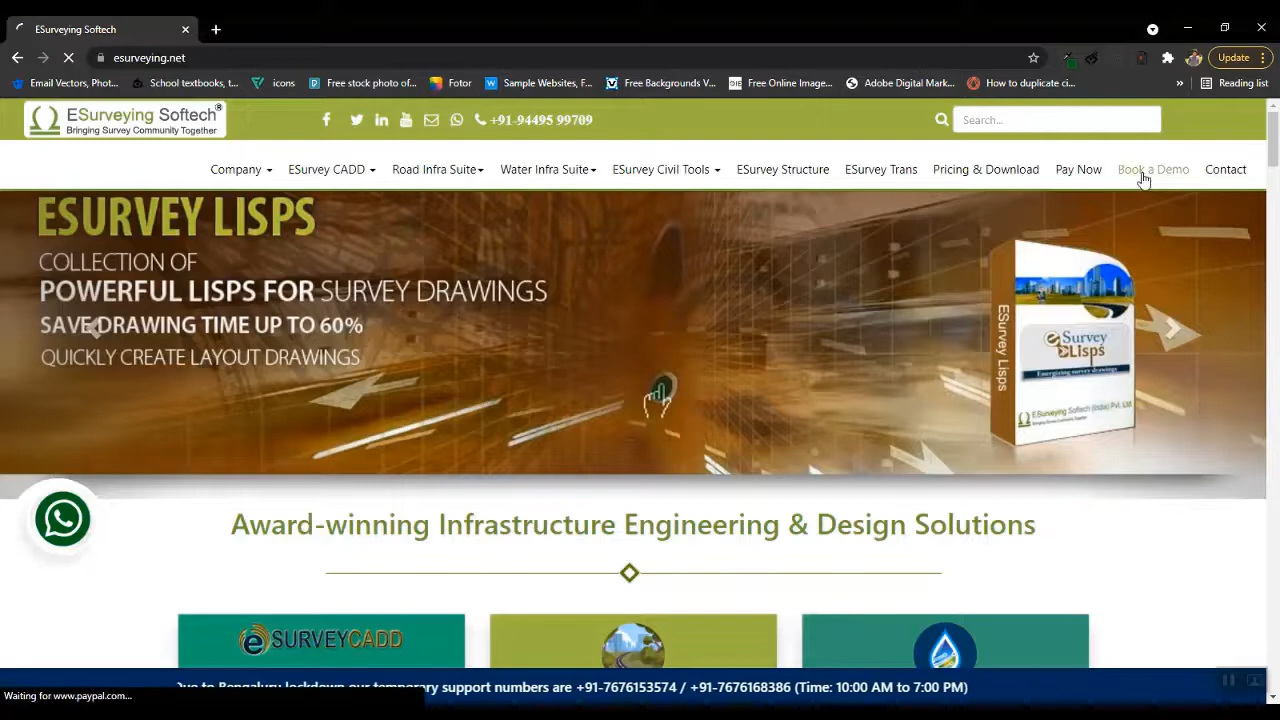 ESurveying Softech
esurveying.net
Update
Email Vectors, Phot...
School textbooks, t...
icons
Free stock photo of...
Fotor
Sample Websites, F...
Free Backgrounds V...
Free Online Image...
Adobe Digital Mark...
How to duplicate ci...
»
Reading list
ESurveying Softech®
Bringing Survey Community Together
+91-94495 99709
Search...
Company
ESurvey CADD
Road Infra Suite
Water Infra Suite
ESurvey Civil Tools
ESurvey Structure
ESurvey Trans
Pricing & Download
Pay Now
Book a Demo
Contact
ESURVEY LISPS
COLLECTION OF
POWERFUL LISPS FOR SURVEY DRAWINGS
SAVE DRAWING TIME UP TO 60%
QUICKLY CREATE LAYOUT DRAWINGS
ESurvey Lisps
eSurvey
Lisps
Energizing survey drawings
ESurveying Softech (India) Pvt. Ltd
Bringing Survey Community Together
Award-winning Infrastructure Engineering & Design Solutions
eSURVEYCADD
Due to Bengaluru lockdown our temporary support numbers are +91-7676153574 / +91-7676168386 (Time: 10:00 AM to 7:00 PM)
Waiting for www.paypal.com...